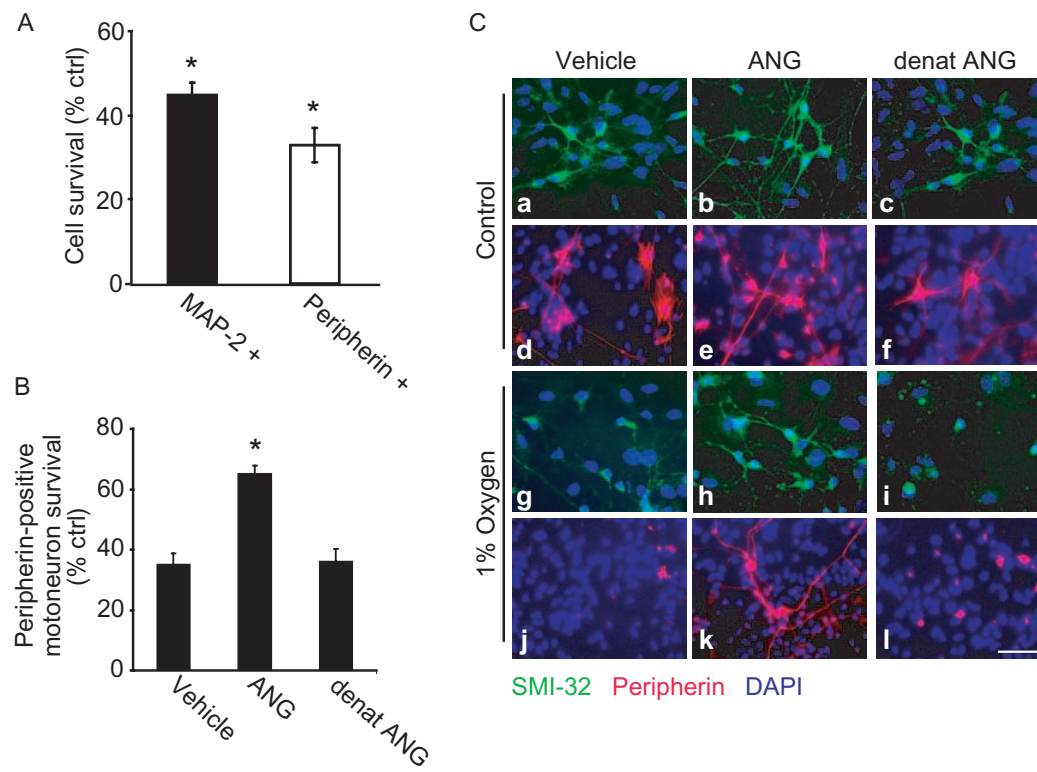 A
Cell survival (% ctrl)
60
40
20
0
*
*
MAP-2 +
Peripherin +
B
Peripherin-positive
motoneuron survival
(% ctrl)
80
60
40
20
0
*
Vehicle
ANG
denat ANG
C
Vehicle
ANG
denat ANG
Control
a
b
c
d
e
f
1% Oxygen
g
h
i
j
k
l
SMI-32 Peripherin DAPI